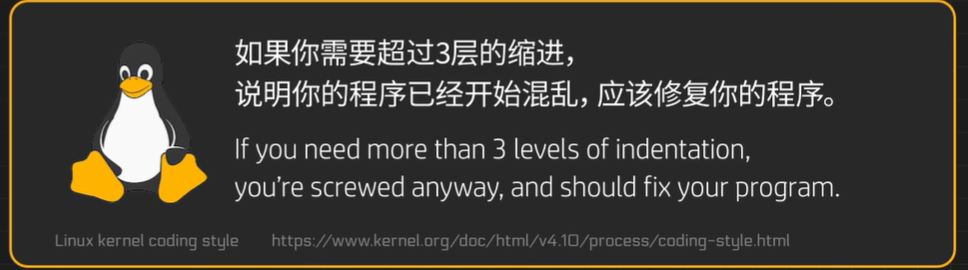 如果你需要超过3层的缩进，
说明你的程序已经开始混乱，应该修复你的程序。
If you need more than 3 levels of indentation,
you're screwed anyway, and should fix your program.
Linux kernel coding style https://www.kernel.org/doc/html/v4.10/process/coding-style.html